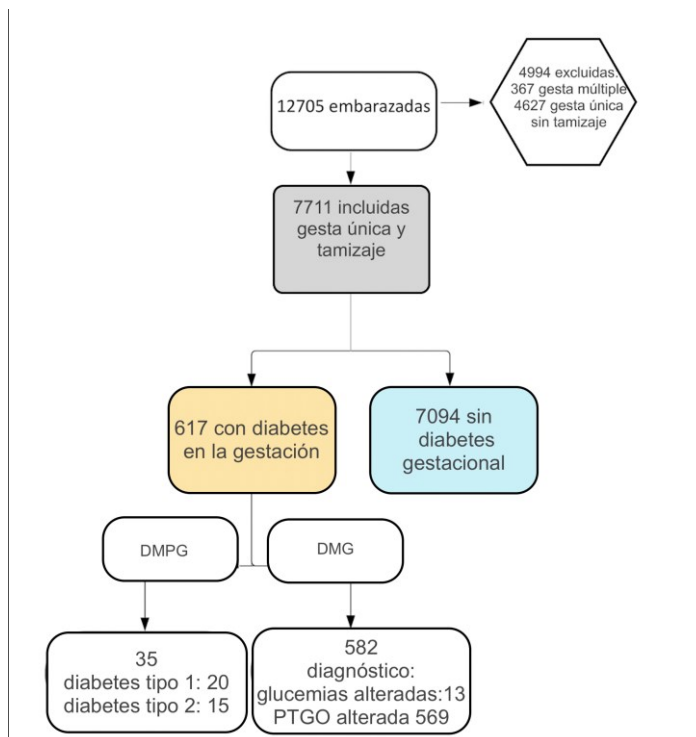 4994 excluidas:
367 gesta múltiple
4627 gesta única
sin tamizaje
12705 embarazadas
7711 incluidas
gesta única y
tamizaje
617 con diabetes
en la gestación
7094 sin
diabetes
gestacional
DMPG
DMG
35
diabetes tipo 1: 20
diabetes tipo 2: 15
582
diagnóstico:
glucemias alteradas:13
PTGO alterada 569